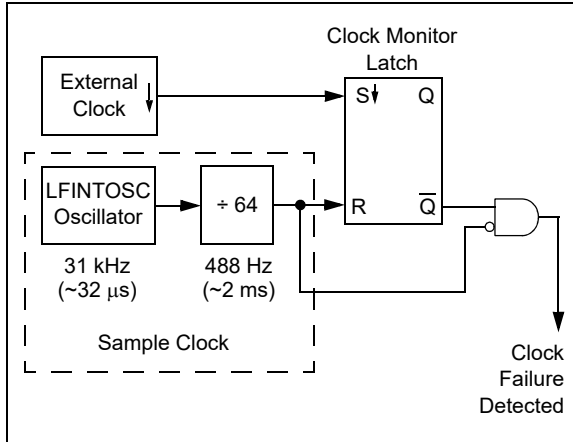 Clock Monitor
Latch
External
Clock
S
Q
LFINTOSC
Oscillator
÷ 64
R
Q̅
31 kHz
(~32 μs)
488 Hz
(~2 ms)
Sample Clock
Clock
Failure
Detected